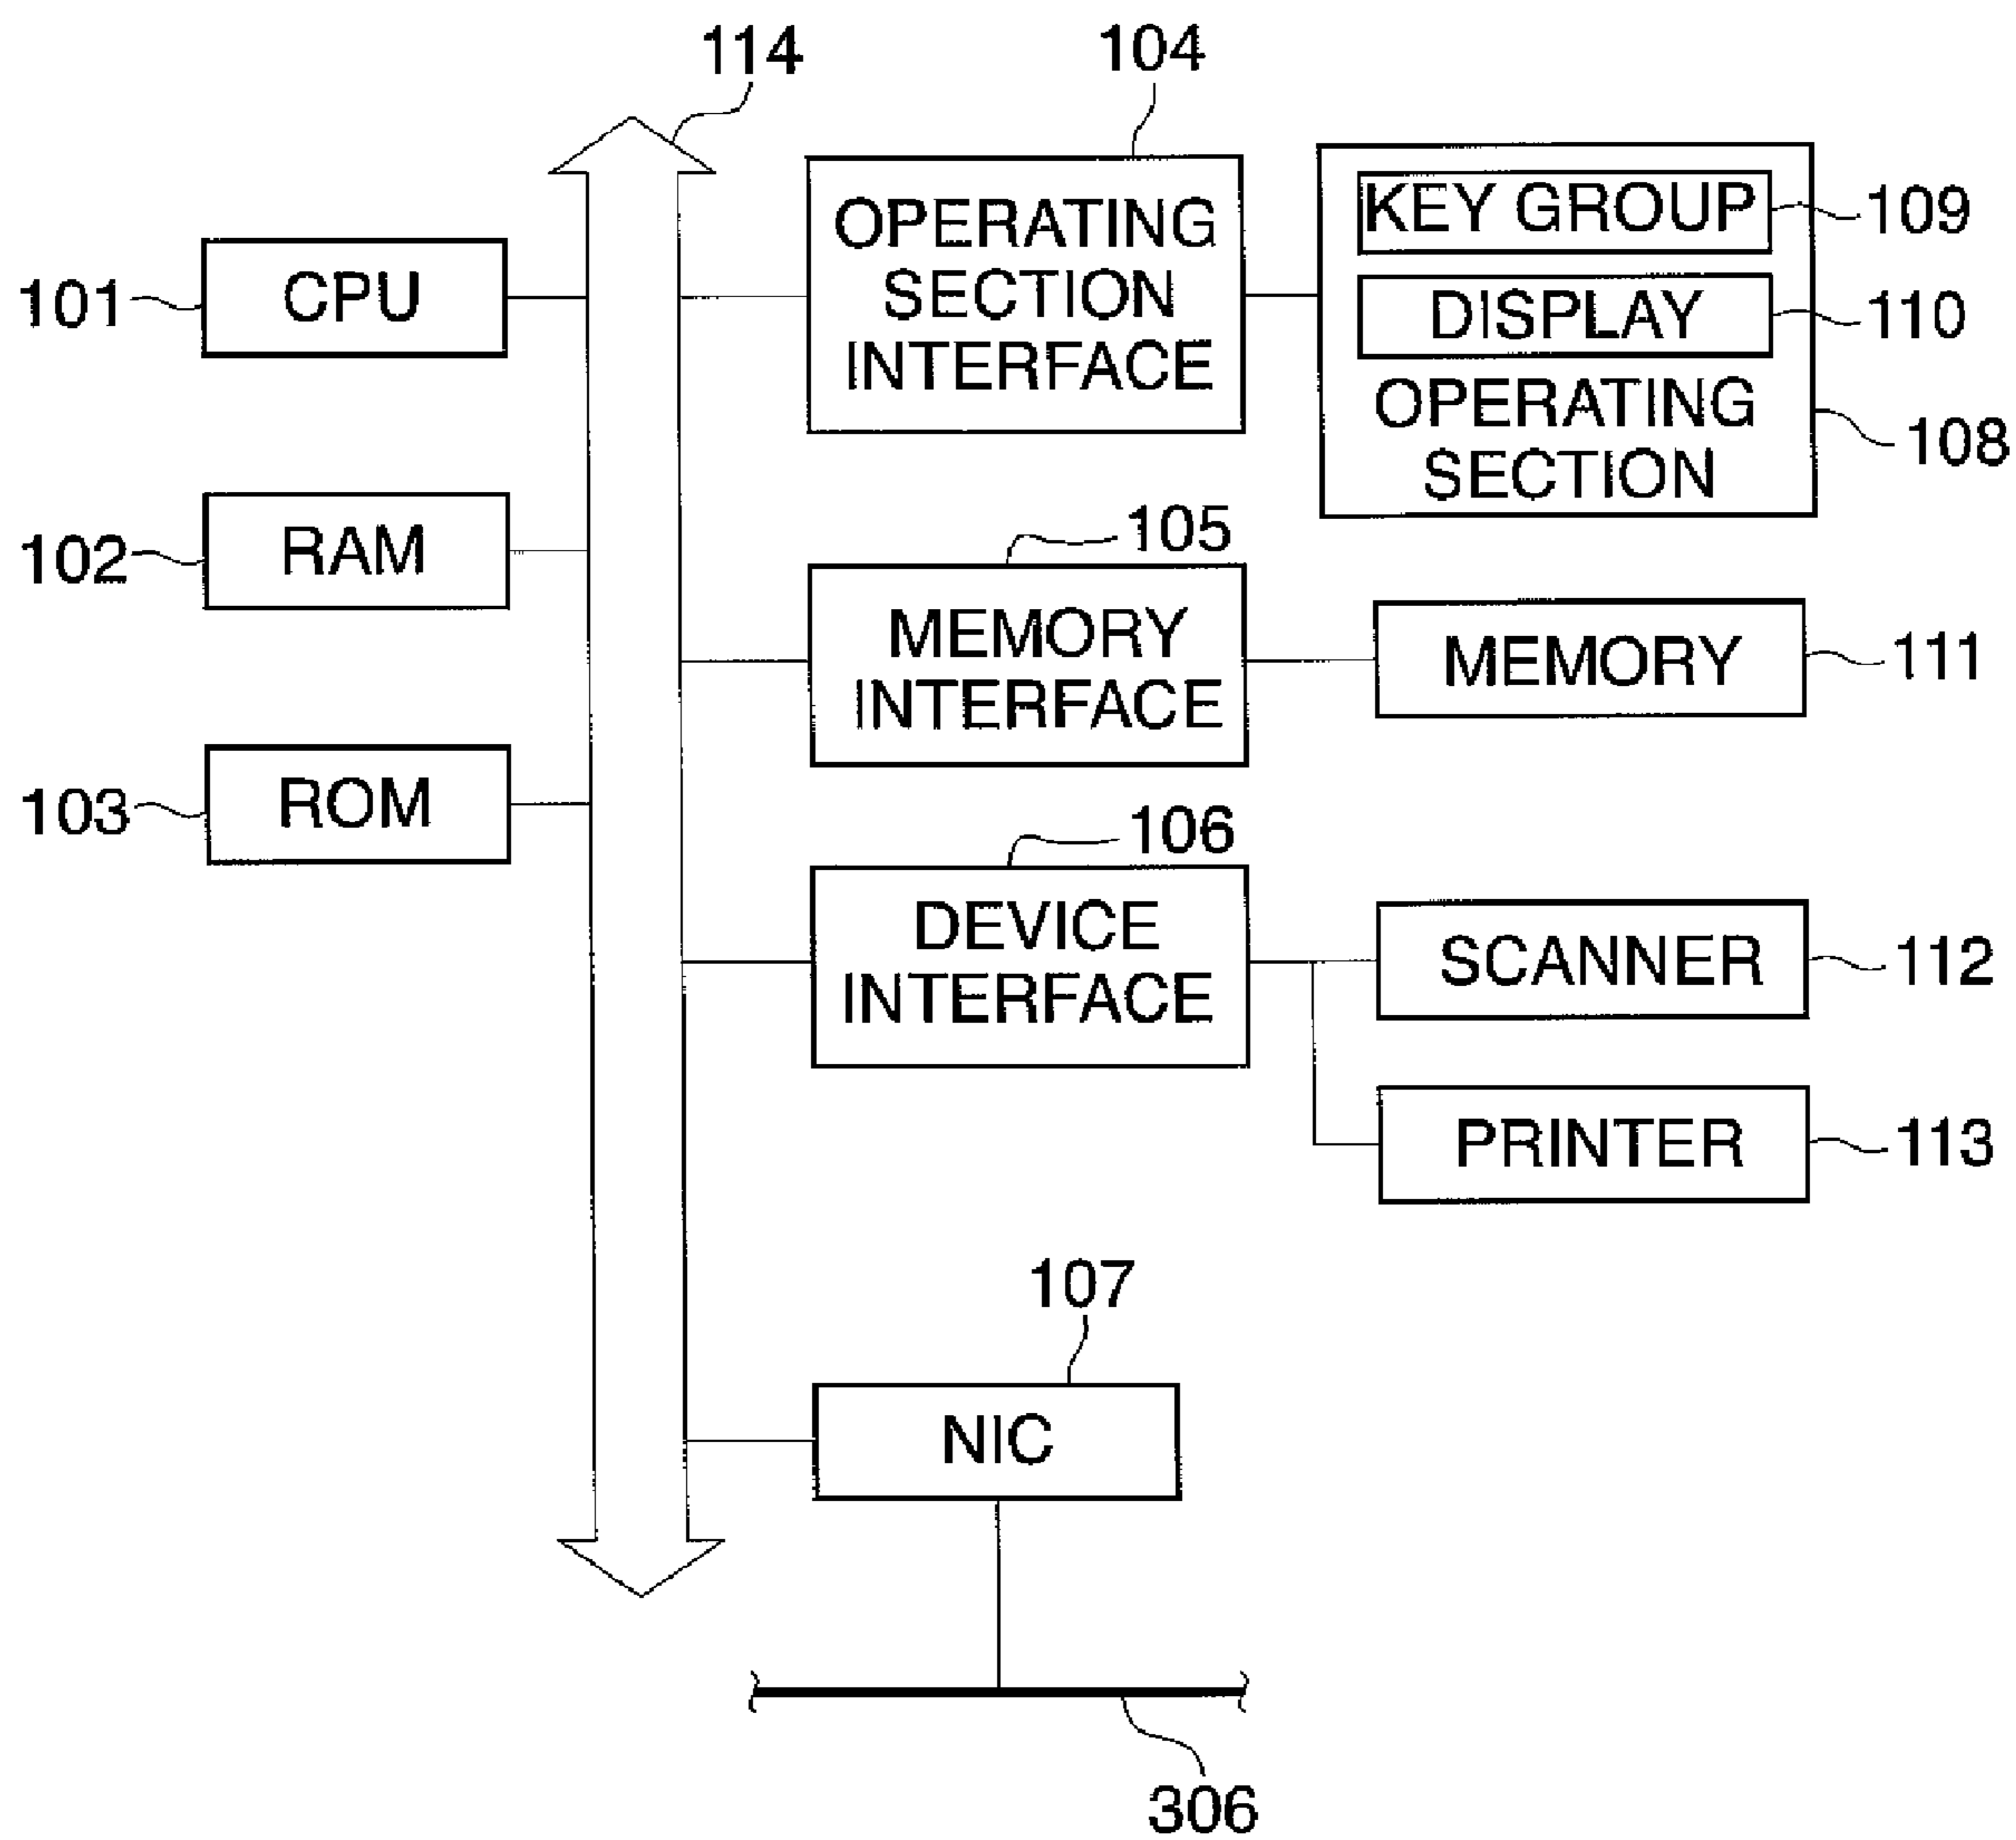 114
104
KEY GROUP
109
OPERATING
SECTION
INTERFACE
101
CPU
DISPLAY
110
OPERATING
SECTION
108
102
RAM
105
MEMORY
INTERFACE
MEMORY
111
103
ROM
106
DEVICE
INTERFACE
SCANNER
112
PRINTER
113
107
NIC
306